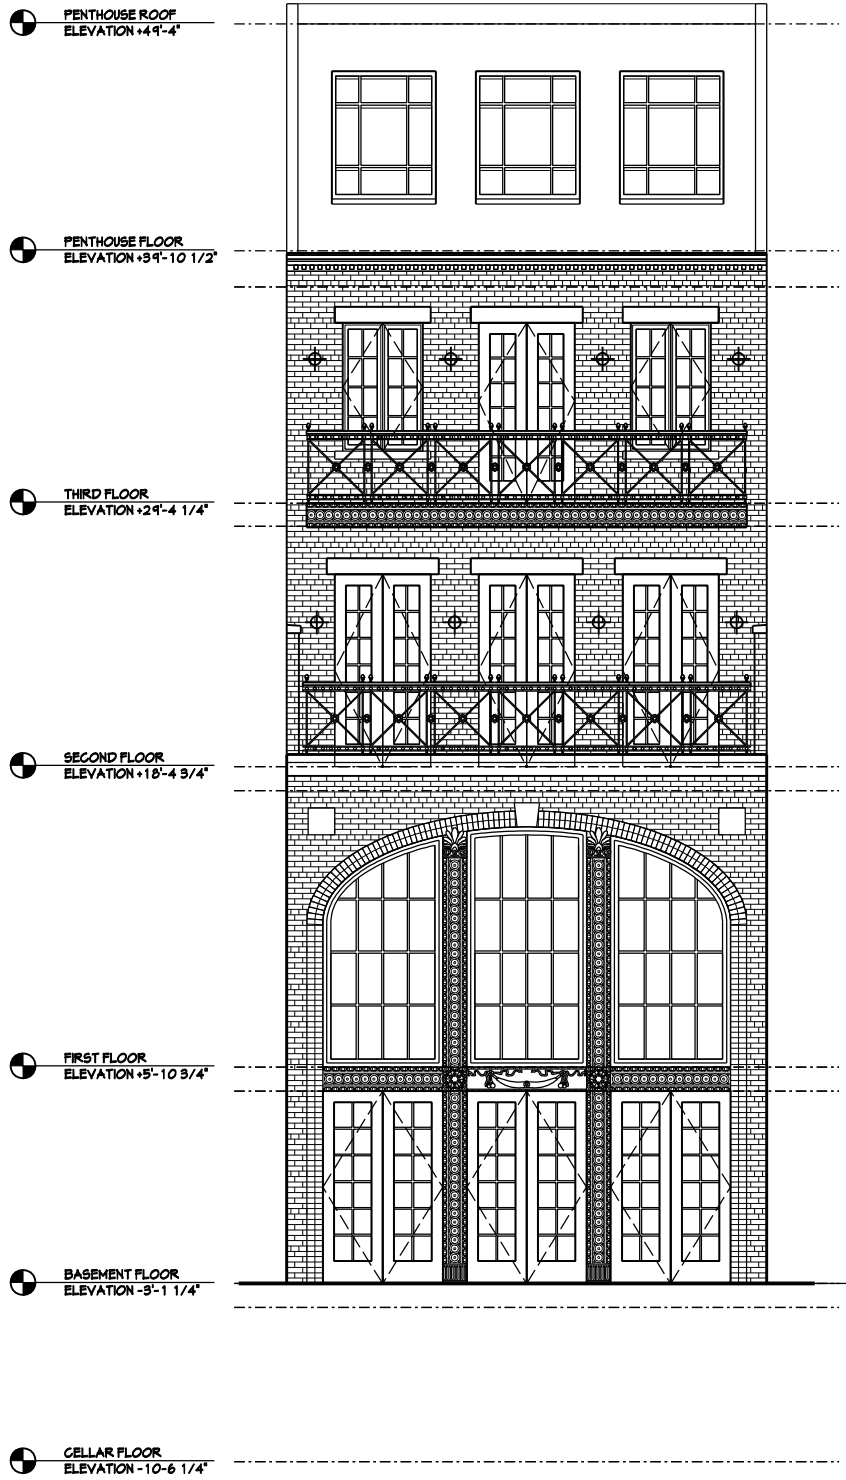 PENTHOUSE ROOF
ELEVATION +49'-4"
PENTHOUSE FLOOR
ELEVATION +39'-10 1/2"
THIRD FLOOR
ELEVATION +29'-4 1/4"
SECOND FLOOR
ELEVATION +18'-4 3/4"
FIRST FLOOR
ELEVATION +5'-10 3/4"
BASEMENT FLOOR
ELEVATION -3'-1 1/4"
CELLAR FLOOR
ELEVATION -10-6 1/4"